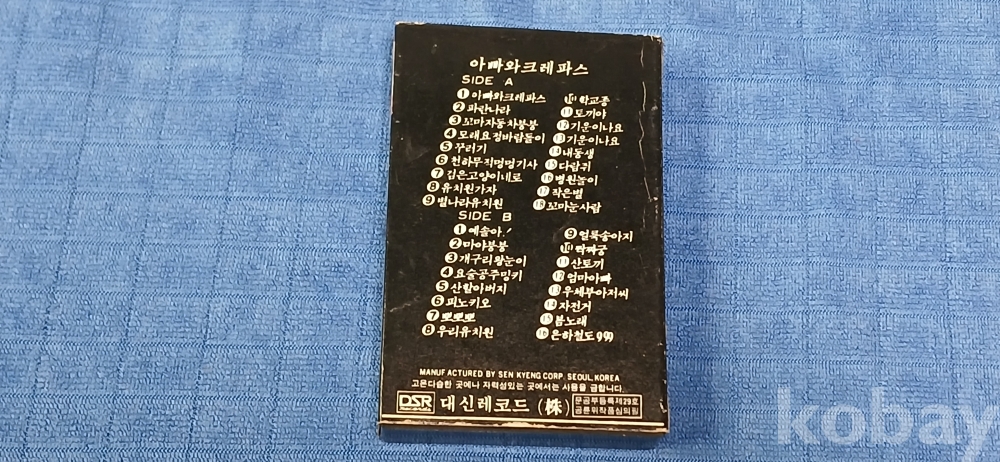 아빠와크레파스
SIDE A
① 아빠와크레파스
② 파란나라
③ 꼬마자동차붕붕
④ 모래요정바람돌이
⑤ 꾸러기
⑥ 천하무적멍멍기사
⑦ 검은고양이네로
⑧ 유치원가자
⑨ 별나라유치원
⑩ 학교종
⑪ 도끼야
⑫ 기운이나요
⑬ 기운이나요
⑭ 내동생
⑮ 다람쥐
⑯ 병원놀이
⑰ 작은별
⑱ 꼬마눈사람
SIDE B
① 예솔아!
② 마야붕붕
③ 개구리왕눈이
④ 요술공주밍키
⑤ 산할아버지
⑥ 피노키오
⑦ 뽀뽀뽀
⑧ 우리유치원
⑨ 얼룩송아지
⑩ 짝짜궁
⑪ 산토끼
⑫ 엄마아빠
⑬ 우체부아저씨
⑭ 자전거
⑮ 봄노래
⑯ 은하철도999
MANUFACTURED BY SEN KYENG CORP. SEOUL, KOREA
고온다습한 곳에나 자력성있는 곳에서는 사용을 금합니다.
DSR 대신레코드 (株)
문공부등록제29호
공륜위작품심의필
kobay